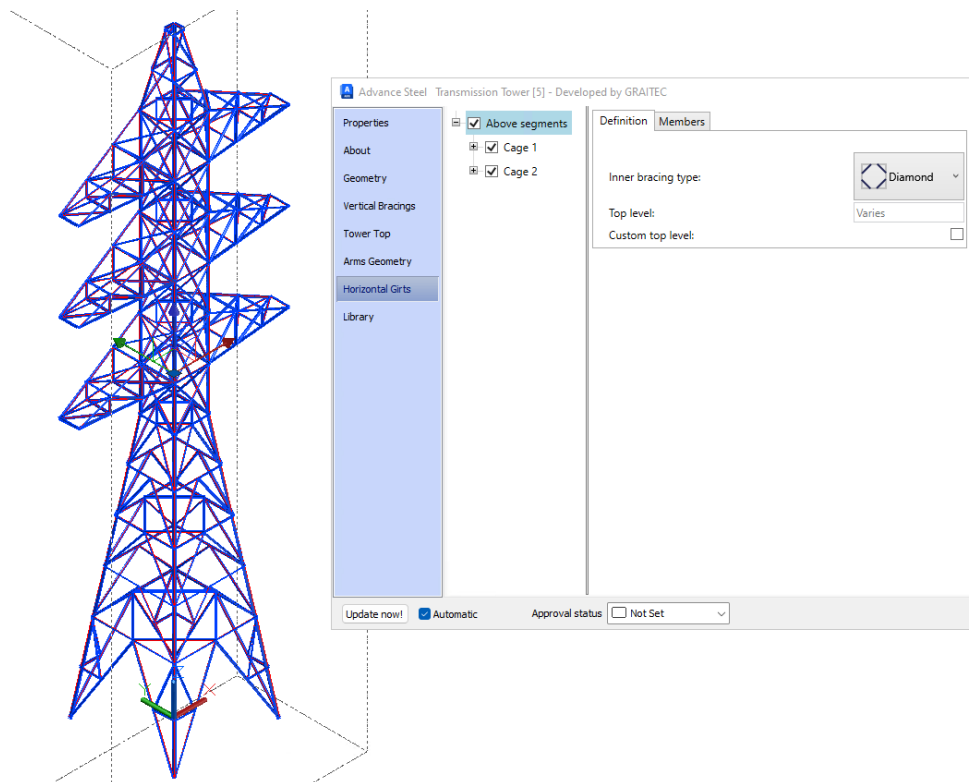 Advance Steel Transmission Tower [5] - Developed by GRAITEC
Properties
About
Geometry
Vertical Bracings
Tower Top
Arms Geometry
Horizontal Girts
Library
Above segments
Cage 1
Cage 2
Definition Members
Inner bracing type: Diamond
Top level: Varies
Custom top level:
Update now! Automatic Approval status Not Set
Z
Y X